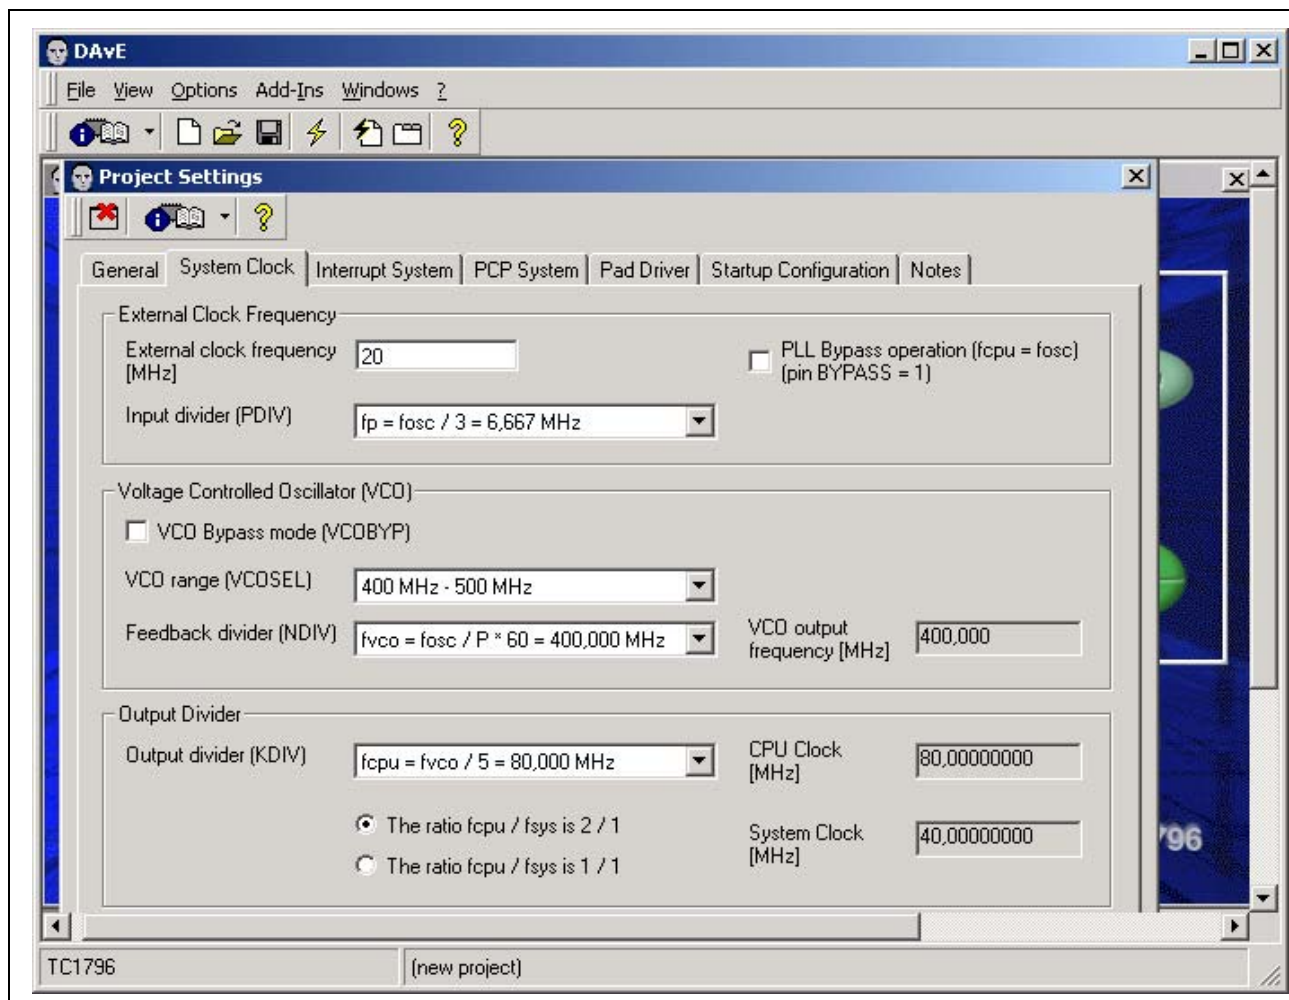 DAvE
File View Options Add-Ins Windows ?
Project Settings
General System Clock Interrupt System PCP System Pad Driver Startup Configuration Notes
External Clock Frequency
External clock frequency
[MHz]
20
PLL Bypass operation (fcpu = fosc)
(pin BYPASS = 1)
Input divider (PDIV)
fp = fosc / 3 = 6,667 MHz
Voltage Controlled Oscillator (VCO)
VCO Bypass mode (VCOBYP)
VCO range (VCOSEL)
400 MHz - 500 MHz
Feedback divider (NDIV)
fvco = fosc / P * 60 = 400,000 MHz
VCO output
frequency [MHz]
400,000
Output Divider
Output divider (KDIV)
fcpu = fvco / 5 = 80,000 MHz
CPU Clock
[MHz]
80,00000000
The ratio fcpu / fsys is 2 / 1
The ratio fcpu / fsys is 1 / 1
System Clock
[MHz]
40,00000000
796
TC1796
(new project)